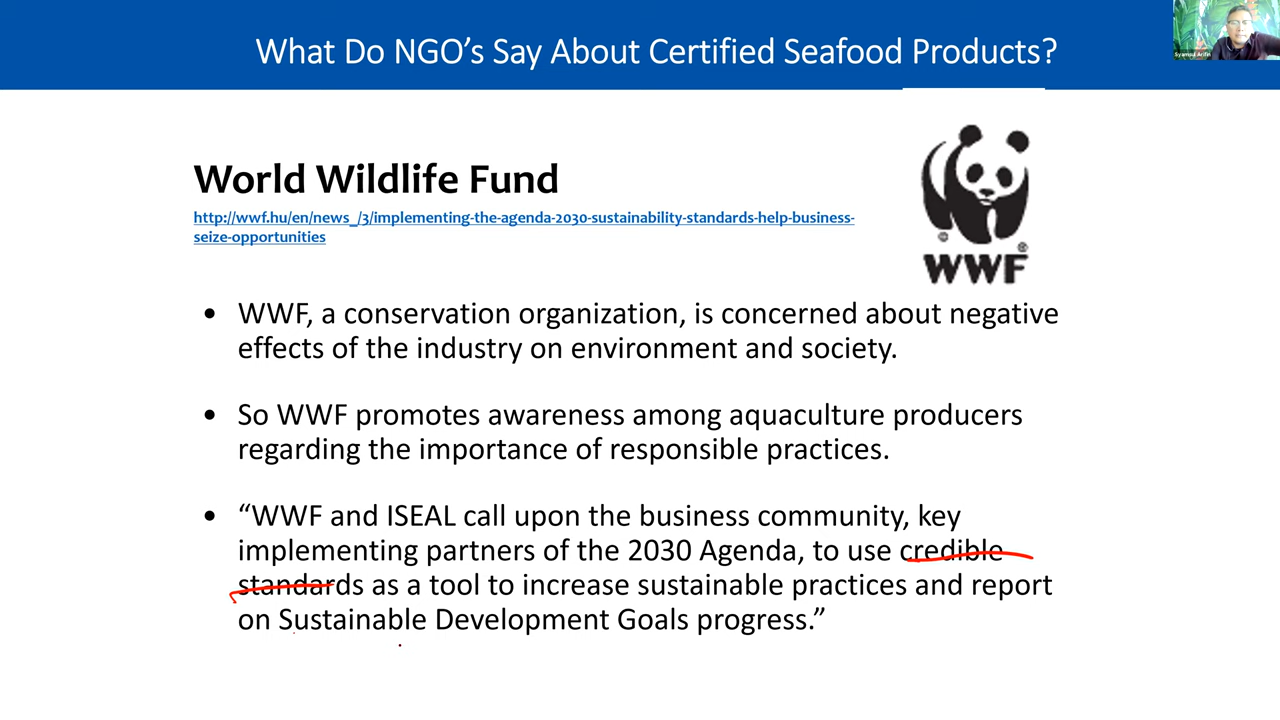 What Do NGO’s Say About Certified Seafood Products?
Syamsul Arifin
World Wildlife Fund
http://wwf.hu/en/news_/3/implementing-the-agenda-2030-sustainability-standards-help-business-
seize-opportunities
WWF
• WWF, a conservation organization, is concerned about negative
effects of the industry on environment and society.
• So WWF promotes awareness among aquaculture producers
regarding the importance of responsible practices.
• “WWF and ISEAL call upon the business community, key
implementing partners of the 2030 Agenda, to use credible
standards as a tool to increase sustainable practices and report
on Sustainable Development Goals progress.”